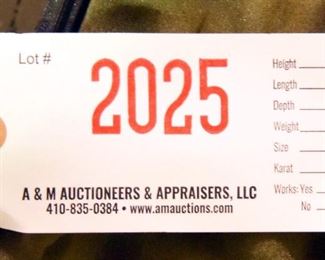 Lot #
2025
Height
Length
Depth
Weight
Size
Karat
Works: Yes
No
A & M AUCTIONEERS & APPRAISERS, LLC
410-835-0384 • www.amauctions.com